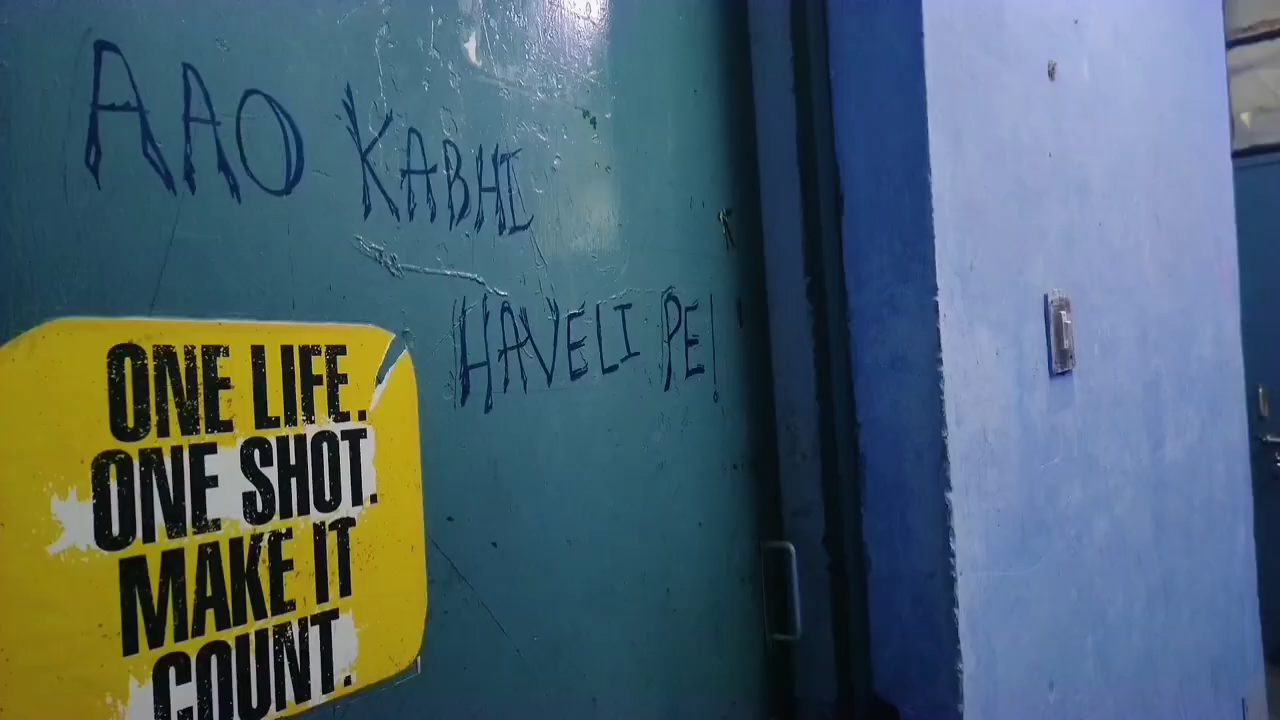 AAO KABHI
HAVELI PE!
ONE LIFE.
ONE SHOT.
MAKE IT
COUNT.